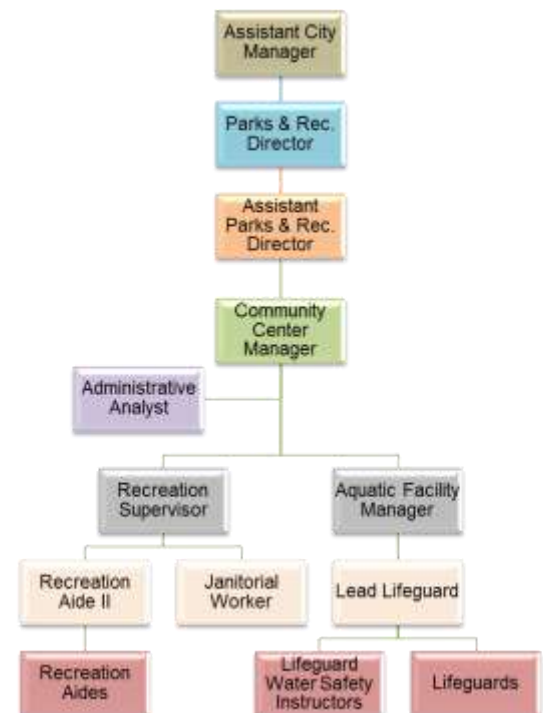 Assistant City
Manager
Parks & Rec.
Director
Assistant
Parks & Rec.
Director
Community
Center
Manager
Administrative
Analyst
Recreation
Supervisor
Aquatic Facility
Manager
Recreation
Aide II
Janitorial
Worker
Lead Lifeguard
Recreation
Aides
Lifeguard
Water Safety
Instructors
Lifeguards